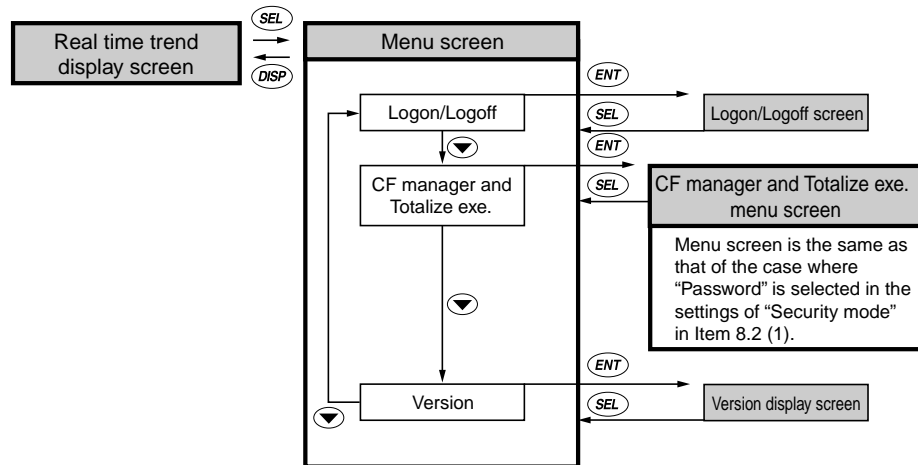 SEL
Real time trend
display screen
DISP
Menu screen
ENT
Logon/Logoff
SEL
Logon/Logoff screen
ENT
CF manager and
Totalize exe.
SEL
CF manager and Totalize exe.
menu screen
Menu screen is the same as
that of the case where
“Password” is selected in the
settings of “Security mode”
in Item 8.2 (1).
ENT
Version
SEL
Version display screen